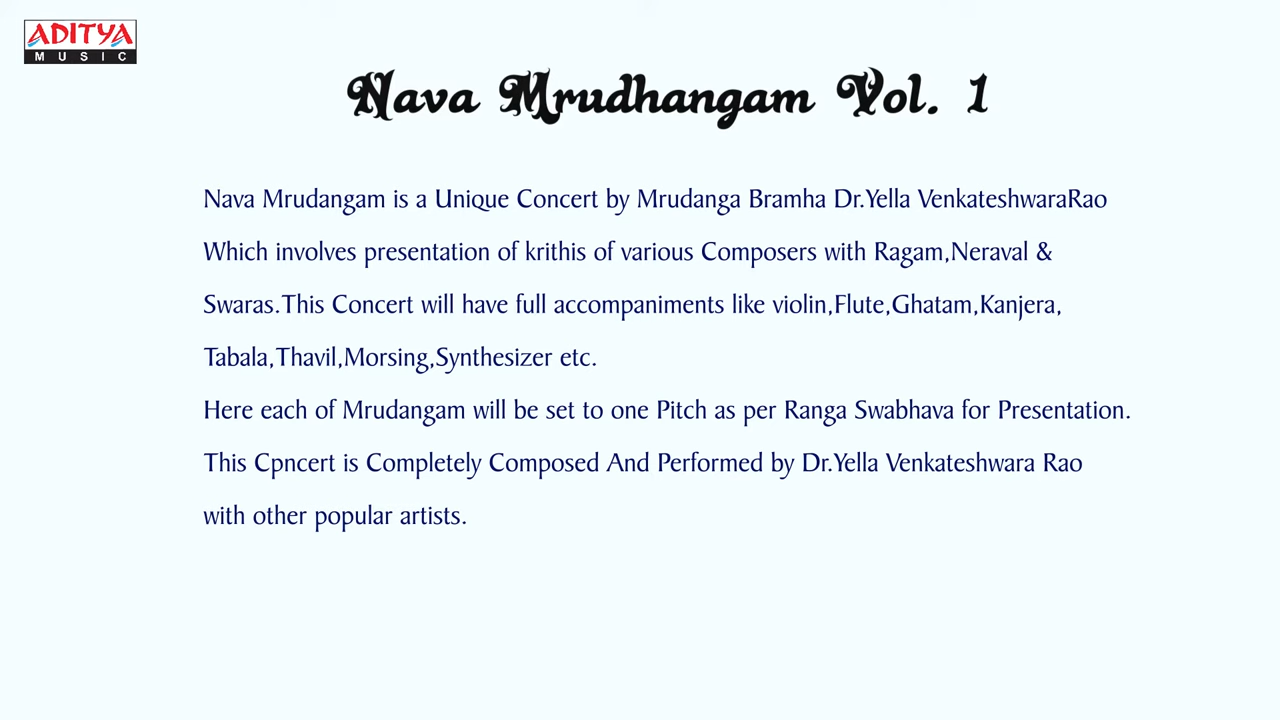 ADITYA
MUSIC
Nava Mrudhangam Vol. 1
Nava Mrudangam is a Unique Concert by Mrudanga Bramha Dr.Yella VenkateshwaraRao
Which involves presentation of krithis of various Composers with Ragam,Neraval &
Swaras.This Concert will have full accompaniments like violin,Flute,Ghatam,Kanjera,
Tabala,Thavil,Morsing,Synthesizer etc.
Here each of Mrudangam will be set to one Pitch as per Ranga Swabhava for Presentation.
This Cpncert is Completely Composed And Performed by Dr.Yella Venkateshwara Rao
with other popular artists.